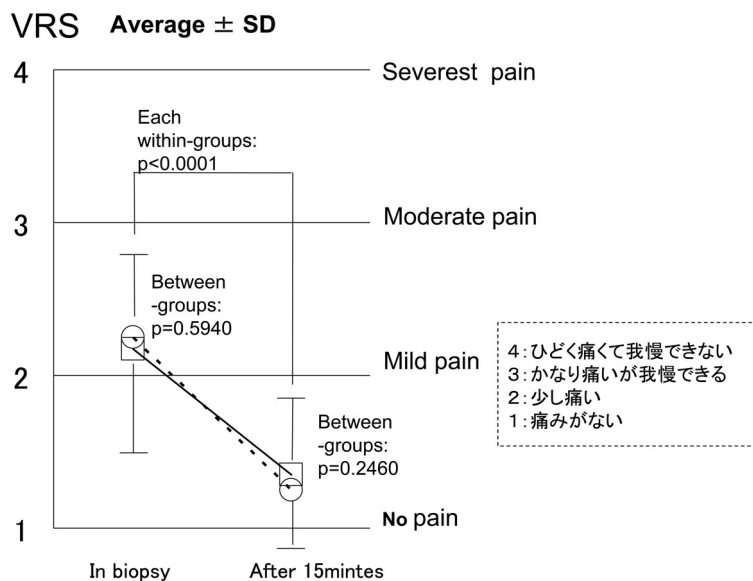 VRS Average ± SD
4
Severest pain
Each
within-groups:
p<0.0001
3
Moderate pain
Between
-groups:
p=0.5940
2
Mild pain
4:ひどく痛くて我慢できない
3:かなり痛いが我慢できる
2:少し痛い
1:痛みがない
Between
-groups:
p=0.2460
1
No pain
In biopsy
After 15mintes